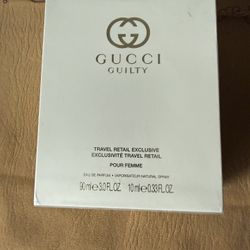 GUCCI
GUILTY
TRAVEL RETAIL EXCLUSIVE
EXCLUSIVITÉ TRAVEL RETAIL
POUR FEMME
EAU DE PARFUM • VAPORISATEUR NATURAL SPRAY
90 ml ℮ 3.0 FL.OZ. 10 ml ℮ 0.33 FL.OZ.